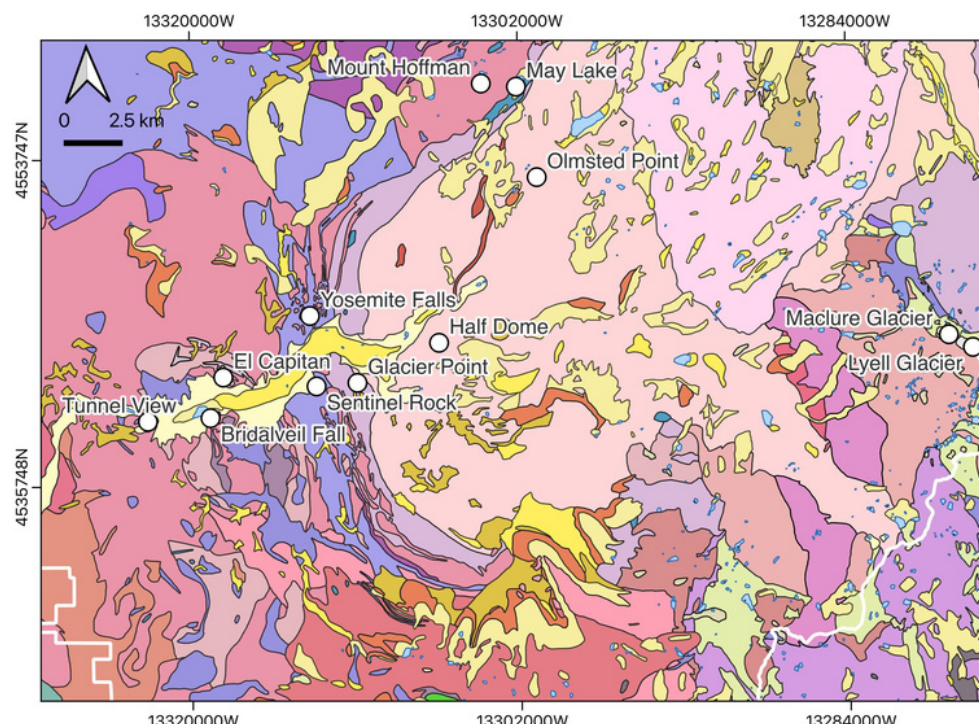 13320000W
13302000W
13284000W
Mount Hoffman
May Lake
0
2.5 km
4553747N
Olmsted Point
Yosemite Falls
Half Dome
Maclure Glacier
El Capitan
Glacier Point
Lyell Glacier
Tunnel View
Sentinel Rock
Bridalveil Fall
4535748N
13320000W
13302000W
13284000W